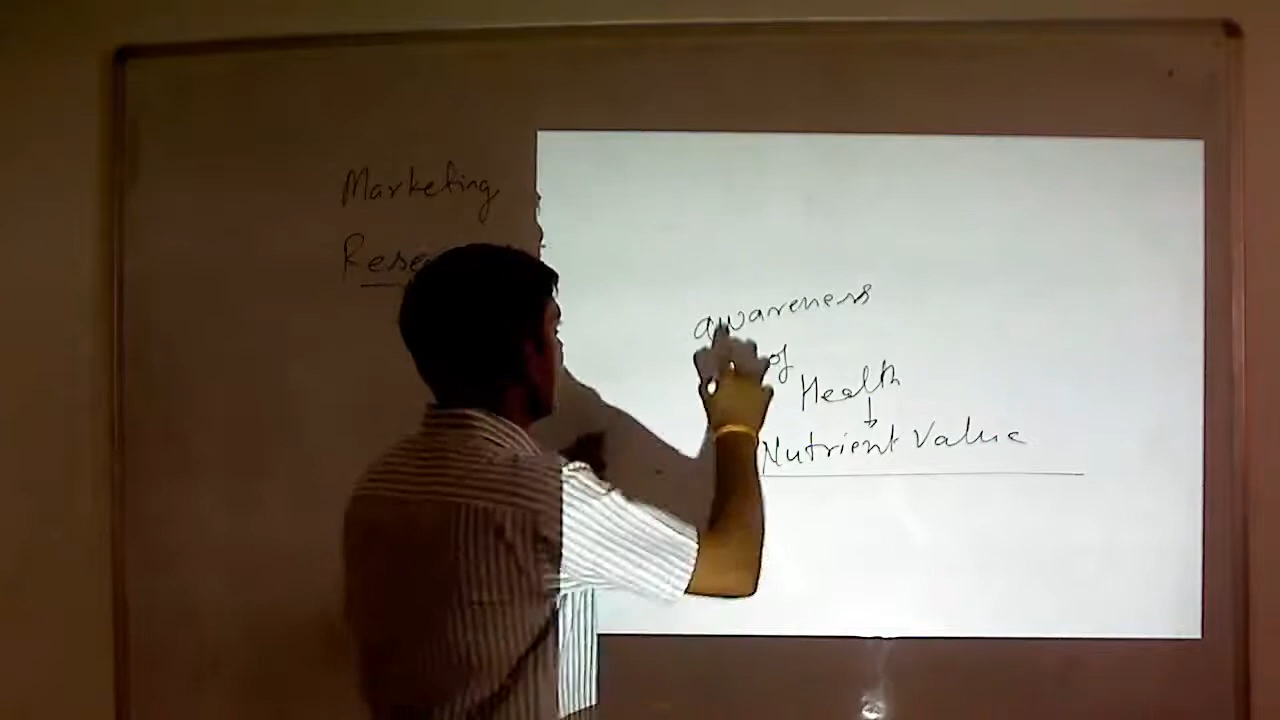 Marketing
awareness
of
Health
↓
Nutrient Value